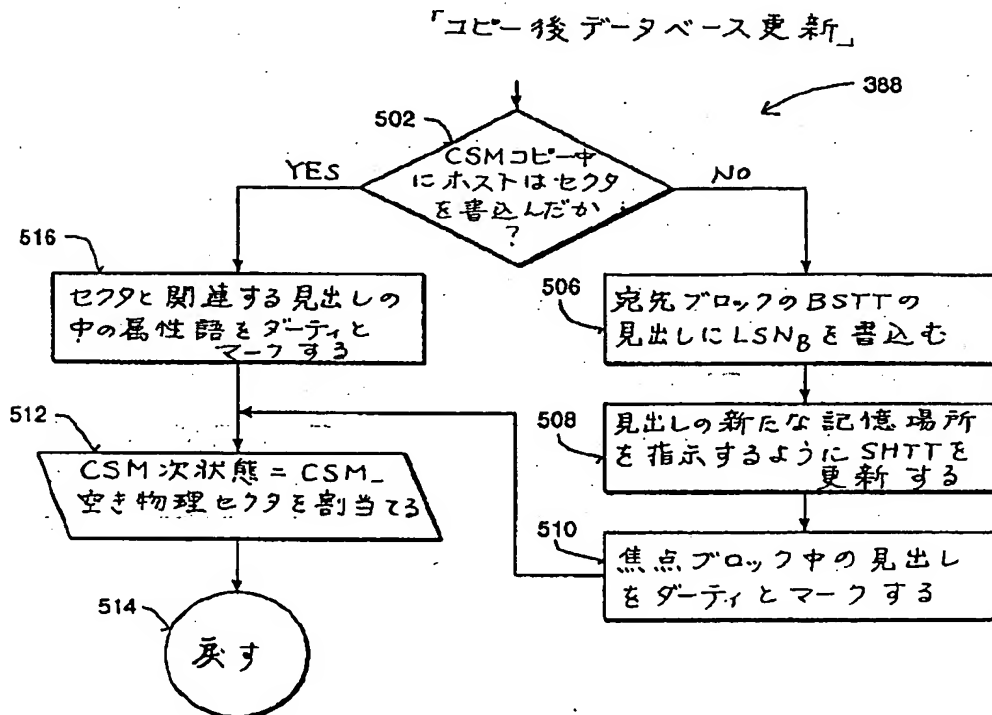 「コピー後データベース更新」
388
502
CSMコピー中
にホストはセクタ
を書込んだか
?
YES
NO
516
セクタと関連する見出しの
中の属性語をダーティと
マークする
506
宛先ブロックのBSTTの
見出しにLSNBを書込む
508
見出しの新たな記憶場所
を指示するようにSHTTを
更新する
512
CSM次状態=CSM_
空き物理セクタを割当てる
510
焦点ブロック中の見出し
をダーティとマークする
514
戻す